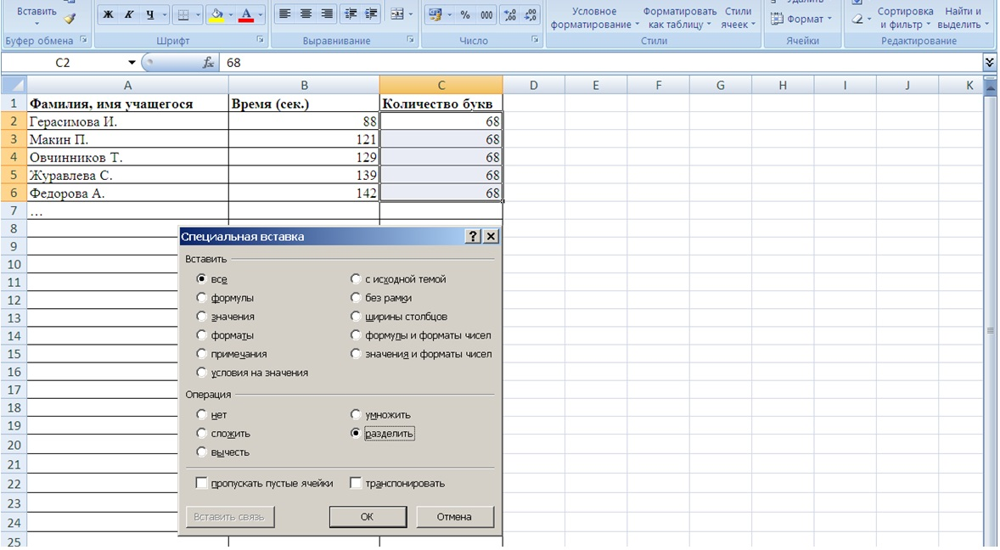 Вставить
Условное форматирование
Форматировать как таблицу
Стили ячеек
Формат
Сортировка и фильтр
Найти и выделить
Ж К Ч А % 000
Буфер обмена
Шрифт
Выравнивание
Число
Стили
Ячейки
Редактирование
C2 fx 68
A B C D E F G H I J K
1 Фамилия, имя учащегося Время (сек.) Количество букв
2 Герасимова И. 88 68
3 Макин П. 121 68
4 Овчинников Т. 129 68
5 Журавлева С. 139 68
6 Федорова А. 142 68
7 ...
8
9
10
11
12
13
14
15
16
17
18
19
20
21
22
23
24
25
Специальная вставка
Вставить
все
с исходной темой
формулы
без рамки
значения
ширины столбцов
форматы
формулы и форматы чисел
примечания
значения и форматы чисел
условия на значения
Операция
нет
умножить
сложить
разделить
вычесть
пропускать пустые ячейки
транспонировать
Вставить связь
ОК
Отмена